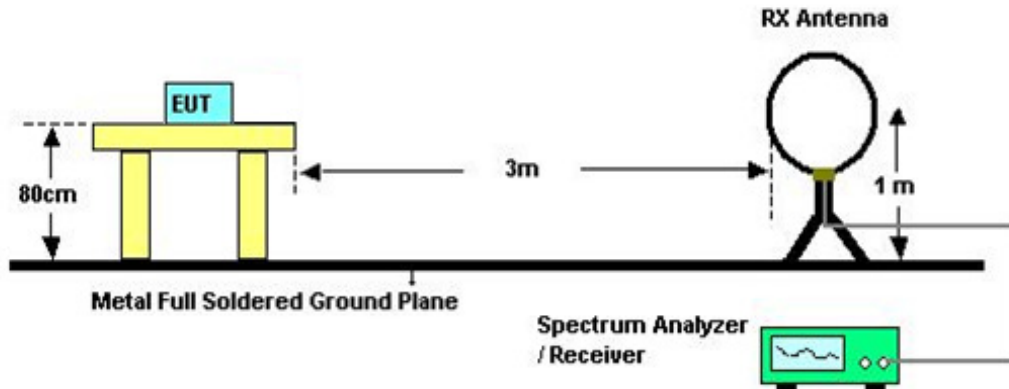 RX Antenna
EUT
80cm
3m
1 m
Metal Full Soldered Ground Plane
Spectrum Analyzer
/ Receiver